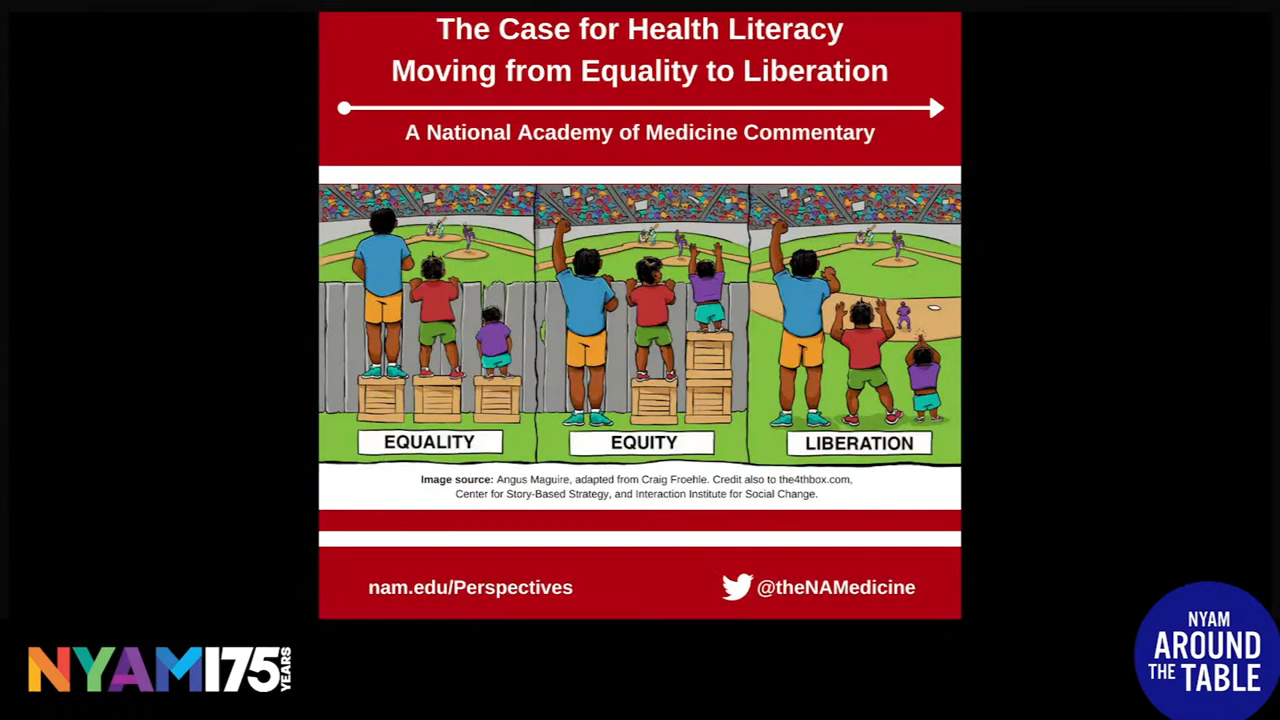 The Case for Health Literacy
Moving from Equality to Liberation
A National Academy of Medicine Commentary
EQUALITY
EQUITY
LIBERATION
Image source: Angus Maguire, adapted from Craig Froehle. Credit also to the4thbox.com,
Center for Story-Based Strategy, and Interaction Institute for Social Change.
nam.edu/Perspectives
@theNAMedicine
NYAM175
YEARS
NYAM
AROUND
THE TABLE